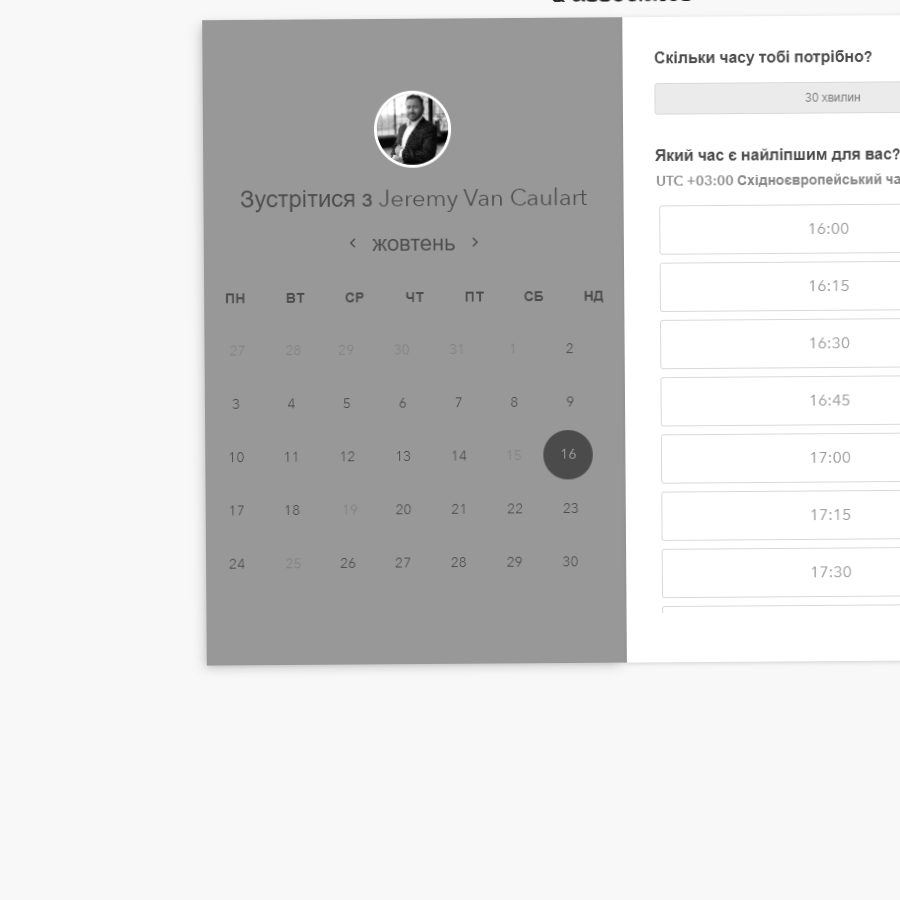 Зустрітися з Jeremy Van Caulart
‹ жовтень ›
ПН ВТ СР ЧТ ПТ СБ НД
27 28 29 30 31 1 2
3 4 5 6 7 8 9
10 11 12 13 14 15 16
17 18 19 20 21 22 23
24 25 26 27 28 29 30
Скільки часу тобі потрібно?
30 хвилин
Який час є найліпшим для вас?
UTC +03:00 Східноєвропейський
16:00
16:15
16:30
16:45
17:00
17:15
17:30